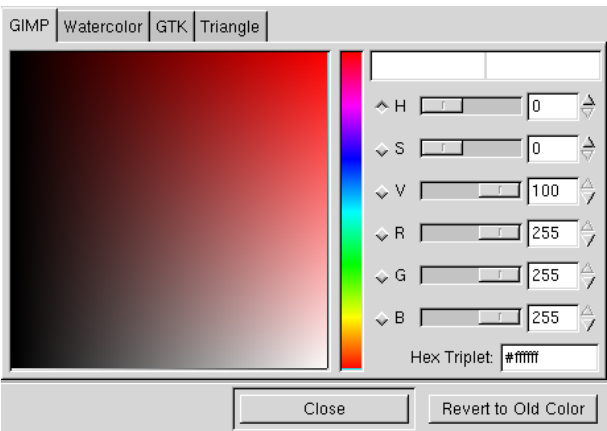 GIMP Watercolor GTK Triangle
H 0
S 0
V 100
R 255
G 255
B 255
Hex Triplet: #ffffff
Close Revert to Old Color